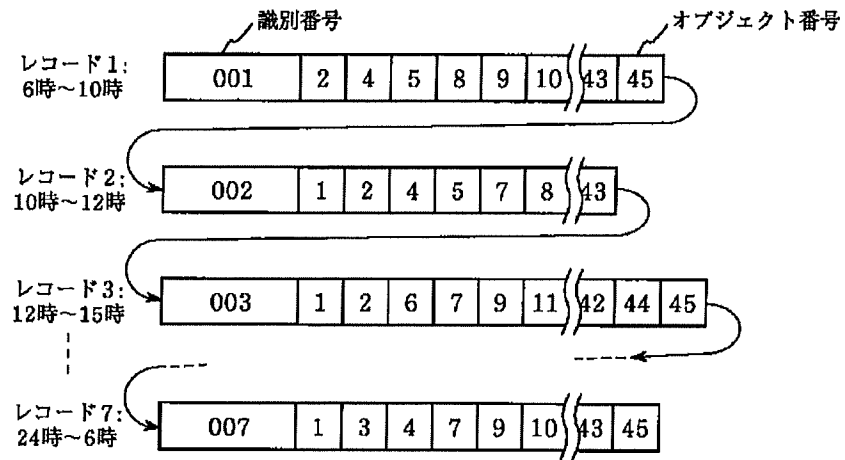 識別番号
オブジェクト番号
レコード1:
6時～10時
001 2 4 5 8 9 10 43 45
レコード2:
10時～12時
002 1 2 4 5 7 8 43
レコード3:
12時～15時
003 1 2 6 7 9 11 42 44 45
レコード7:
24時～6時
007 1 3 4 7 9 10 43 45